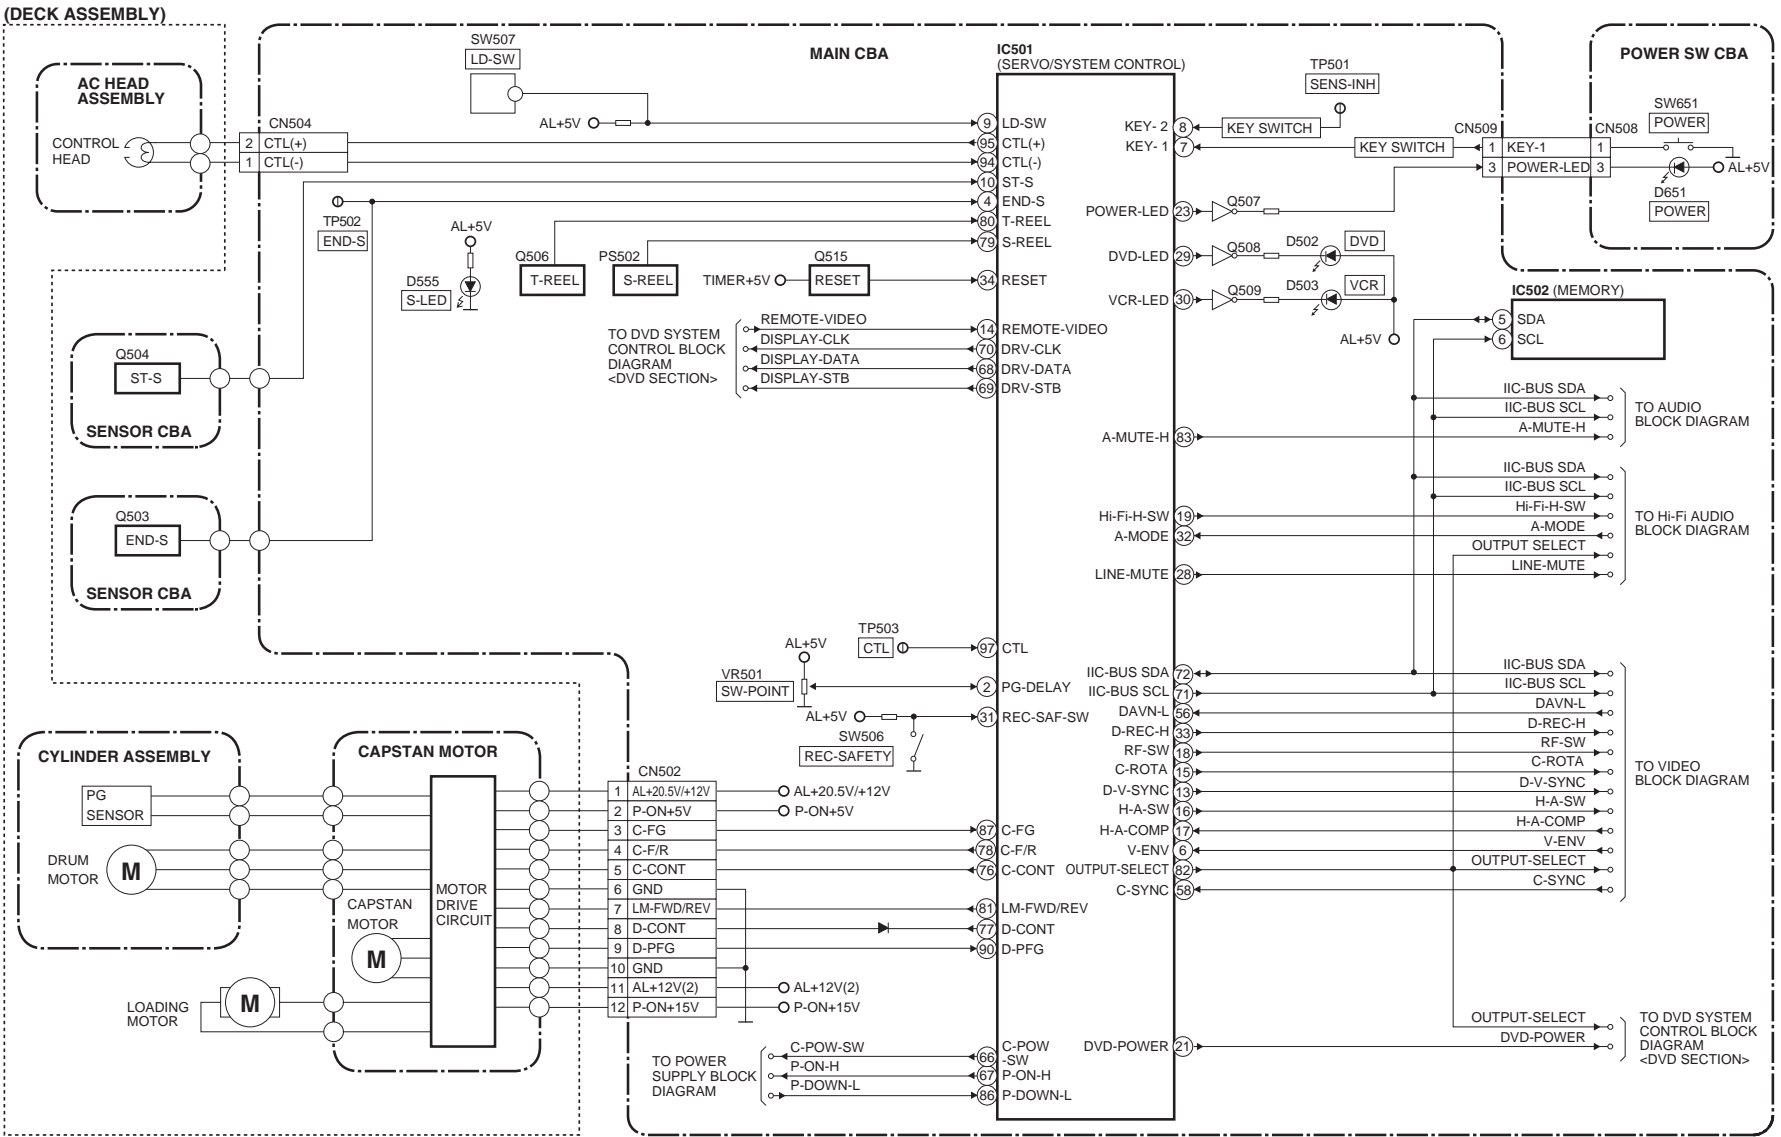 (DECK ASSEMBLY)
AC HEAD
ASSEMBLY
CONTROL
HEAD
CN504
2 CTL(+)
1 CTL(-)
SW507
LD-SW
AL+5V
MAIN CBA
IC501
(SERVO/SYSTEM CONTROL)
9 LD-SW
95 CTL(+)
94 CTL(-)
10 ST-S
4 END-S
80 T-REEL
79 S-REEL
34 RESET
14 REMOTE-VIDEO
70 DRV-CLK
68 DRV-DATA
69 DRV-STB
TP502
END-S
AL+5V
D555
S-LED
Q506
T-REEL
PS502
S-REEL
Q515
TIMER+5V
RESET
TO DVD SYSTEM
CONTROL BLOCK
DIAGRAM
<DVD SECTION>
REMOTE-VIDEO
DISPLAY-CLK
DISPLAY-DATA
DISPLAY-STB
Q504
ST-S
SENSOR CBA
Q503
END-S
SENSOR CBA
TP501
SENS-INH
KEY- 2 8
KEY SWITCH
KEY- 1 7
KEY SWITCH
CN509
1 KEY-1 1
3 POWER-LED 3
CN508
POWER SW CBA
SW651
POWER
AL+5V
D651
POWER
POWER-LED 23
Q507
DVD-LED 29
Q508
D502
DVD
VCR-LED 30
Q509
D503
VCR
AL+5V
IC502 (MEMORY)
5 SDA
6 SCL
A-MUTE-H 83
IIC-BUS SDA
IIC-BUS SCL
A-MUTE-H
TO AUDIO
BLOCK DIAGRAM
Hi-Fi-H-SW 19
A-MODE 32
LINE-MUTE 28
IIC-BUS SDA
IIC-BUS SCL
Hi-Fi-H-SW
A-MODE
OUTPUT SELECT
LINE-MUTE
TO Hi-Fi AUDIO
BLOCK DIAGRAM
TP503
CTL
97 CTL
AL+5V
VR501
SW-POINT
2 PG-DELAY
AL+5V
31 REC-SAF-SW
SW506
REC-SAFETY
IIC-BUS SDA 72
IIC-BUS SCL 71
DAVN-L 56
D-REC-H 33
RF-SW 18
C-ROTA 15
D-V-SYNC 13
H-A-SW 16
H-A-COMP 17
V-ENV 6
OUTPUT-SELECT 82
C-SYNC 58
IIC-BUS SDA
IIC-BUS SCL
DAVN-L
D-REC-H
RF-SW
C-ROTA
D-V-SYNC
H-A-SW
H-A-COMP
V-ENV
OUTPUT-SELECT
C-SYNC
TO VIDEO
BLOCK DIAGRAM
CYLINDER ASSEMBLY
PG
SENSOR
DRUM
MOTOR
M
CAPSTAN MOTOR
CAPSTAN
MOTOR
M
MOTOR
DRIVE
CIRCUIT
LOADING
MOTOR
M
CN502
1 AL+20.5V/+12V
2 P-ON+5V
3 C-FG
4 C-F/R
5 C-CONT
6 GND
7 LM-FWD/REV
8 D-CONT
9 D-PFG
10 GND
11 AL+12V(2)
12 P-ON+15V
AL+20.5V/+12V
P-ON+5V
AL+12V(2)
P-ON+15V
87 C-FG
78 C-F/R
76 C-CONT
81 LM-FWD/REV
77 D-CONT
90 D-PFG
TO POWER
SUPPLY BLOCK
DIAGRAM
C-POW-SW
P-ON-H
P-DOWN-L
66 C-POW
-SW
67 P-ON-H
86 P-DOWN-L
DVD-POWER 21
OUTPUT-SELECT
DVD-POWER
TO DVD SYSTEM
CONTROL BLOCK
DIAGRAM
<DVD SECTION>